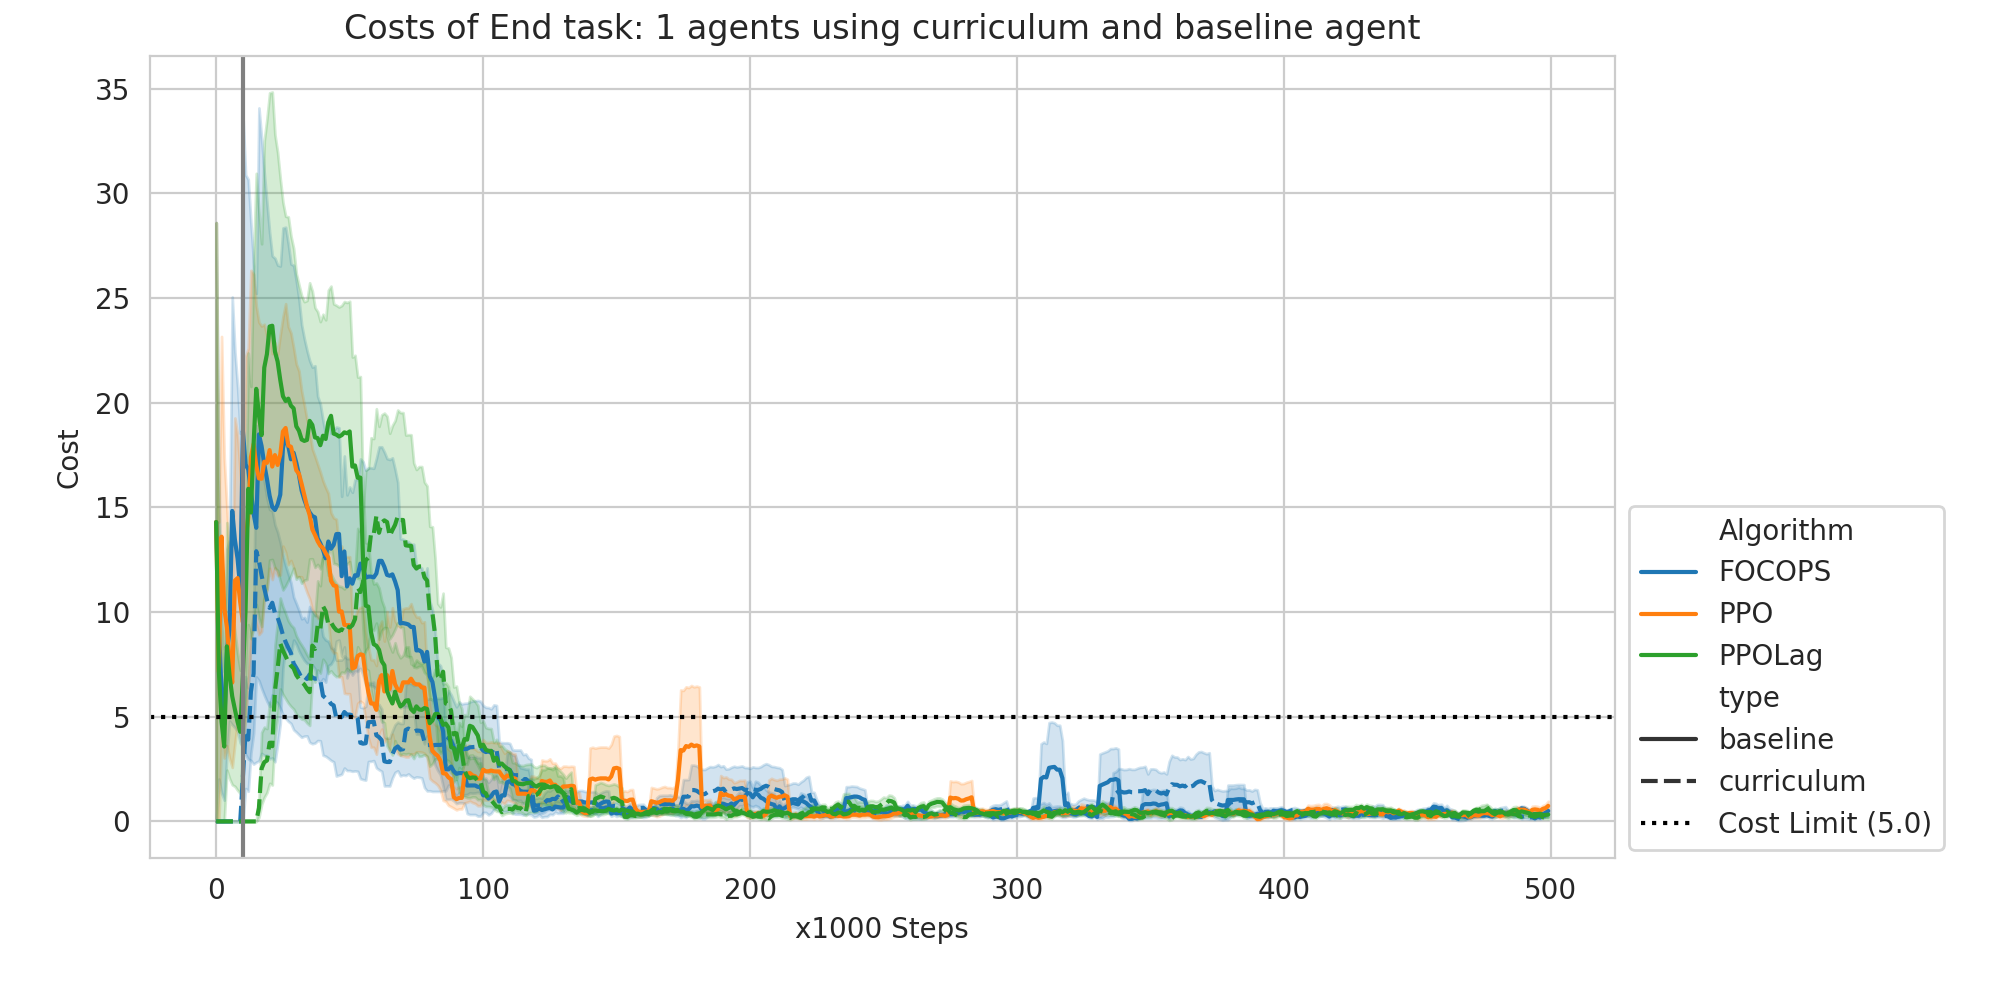 Costs of End task: 1 agents using curriculum and baseline agent
Cost
35
30
25
20
15
10
5
0
0 100 200 300 400 500
x1000 Steps
Algorithm
FOCOPS
PPO
PPOLag
type
baseline
curriculum
Cost Limit (5.0)